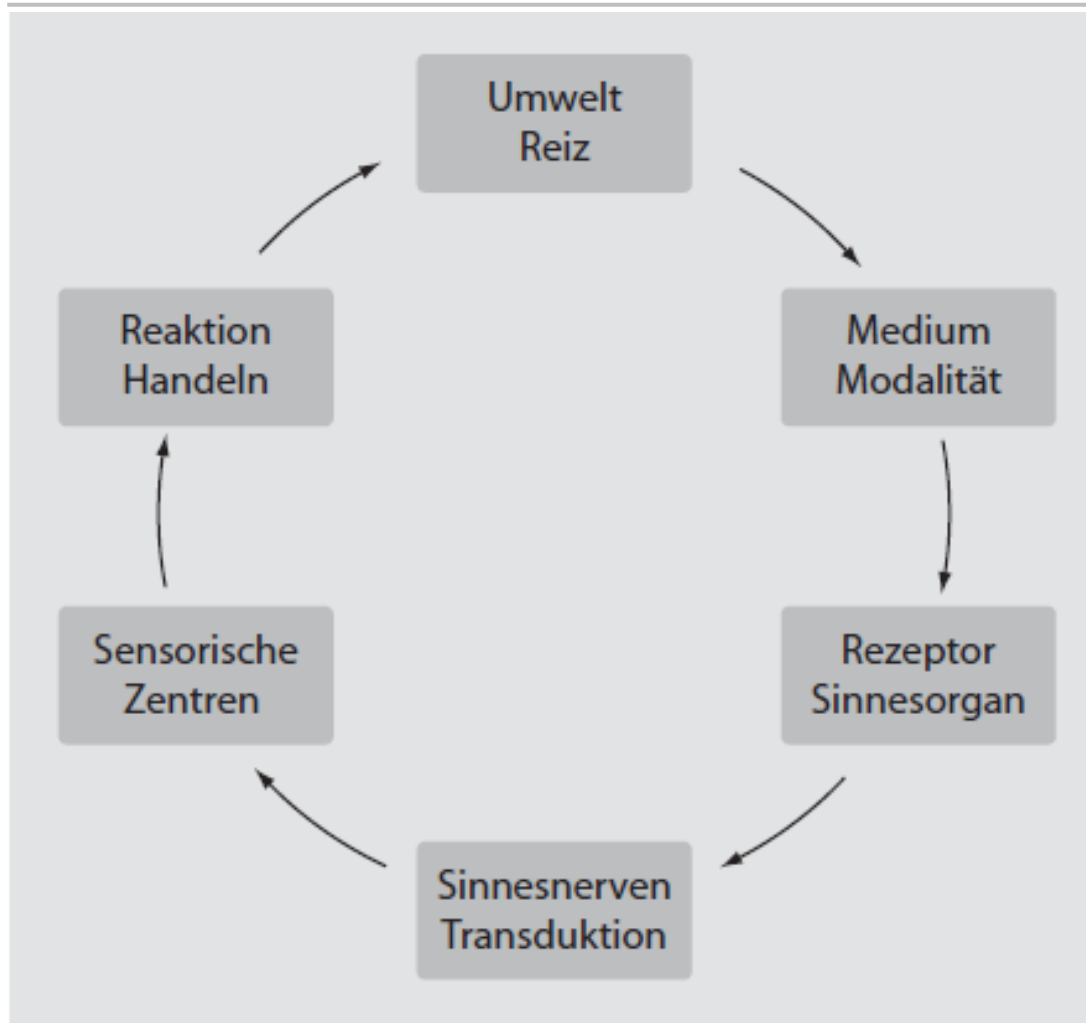 Umwelt
Reiz
Medium
Modalität
Rezeptor
Sinnesorgan
Sinnesnerven
Transduktion
Sensorische
Zentren
Reaktion
Handeln